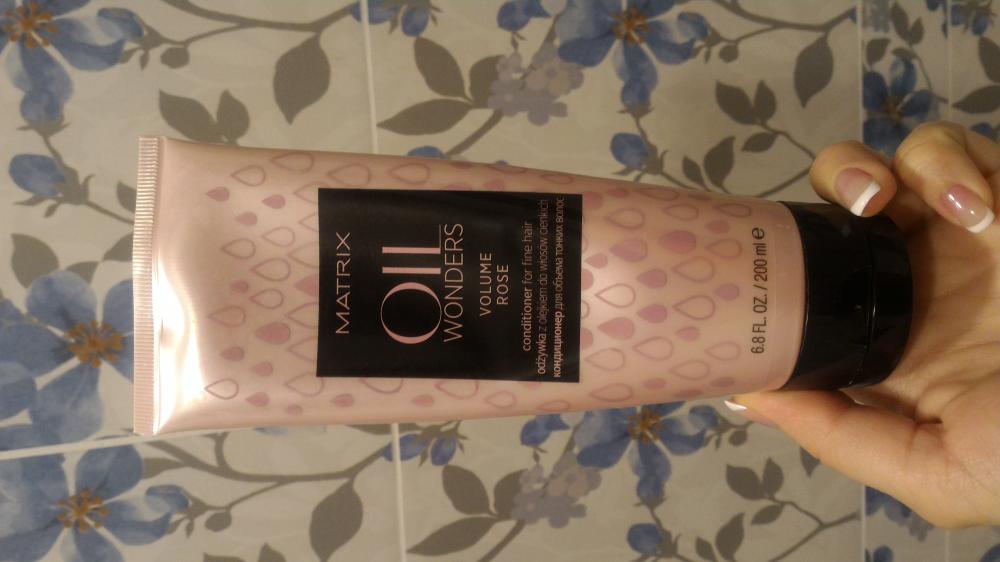 MATRIX
OIL
WONDERS
VOLUME
ROSE
conditioner for fine hair
odżywka z olejkiem do włosów cienkich
кондиционер для объема тонких волос
6.8 FL. OZ. / 200 ml ℮